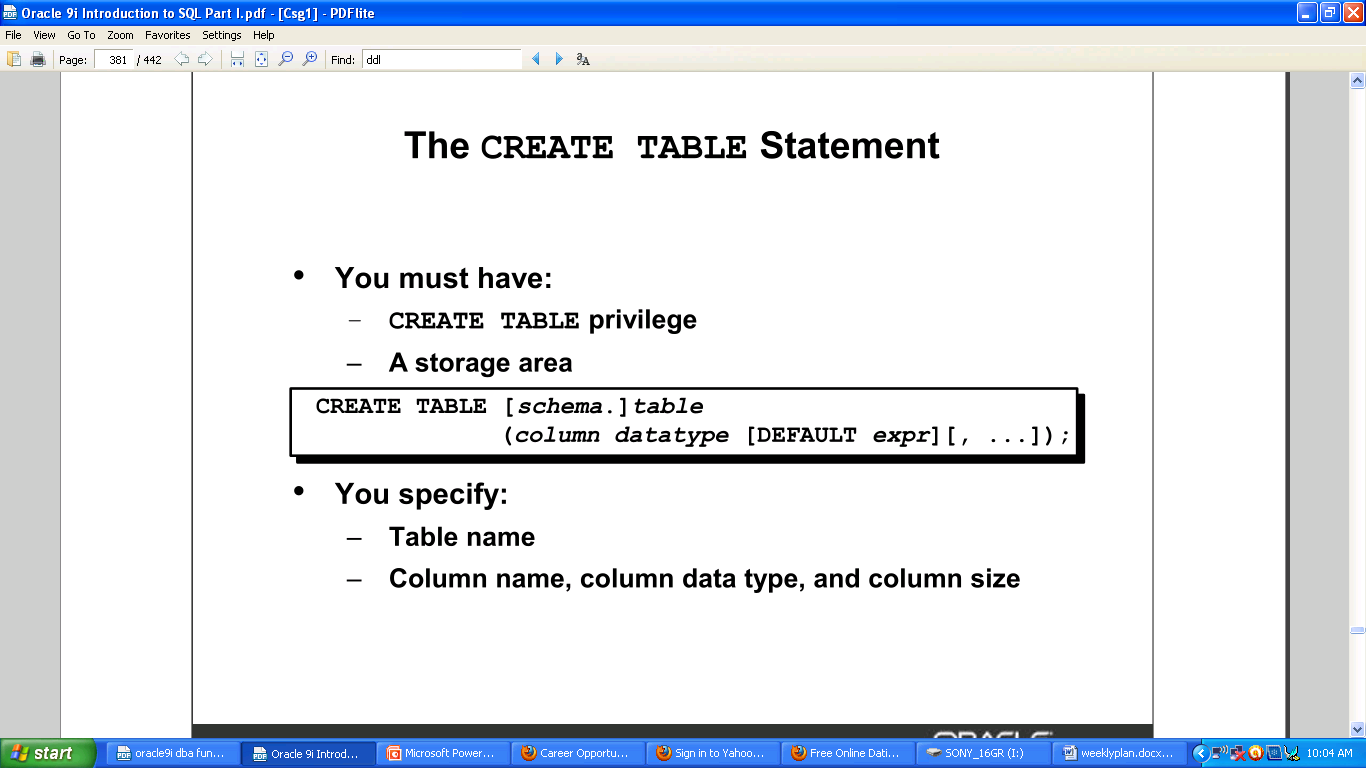 Oracle 9i Introduction to SQL Part I.pdf - [Csg1] - PDFlite
File View Go To Zoom Favorites Settings Help
Page: 381 / 442 Find: ddl
The CREATE TABLE Statement
• You must have:
– CREATE TABLE privilege
– A storage area
CREATE TABLE [schema.]table
(column datatype [DEFAULT expr][, ...]);
• You specify:
– Table name
– Column name, column data type, and column size
ORACLE
start oracle9i dba fun... Oracle 9i Introd... Microsoft Power... Career Opportu... Sign in to Yahoo... Free Online Dati... SONY_16GR (I:) weeklyplan.docx... 10:04 AM